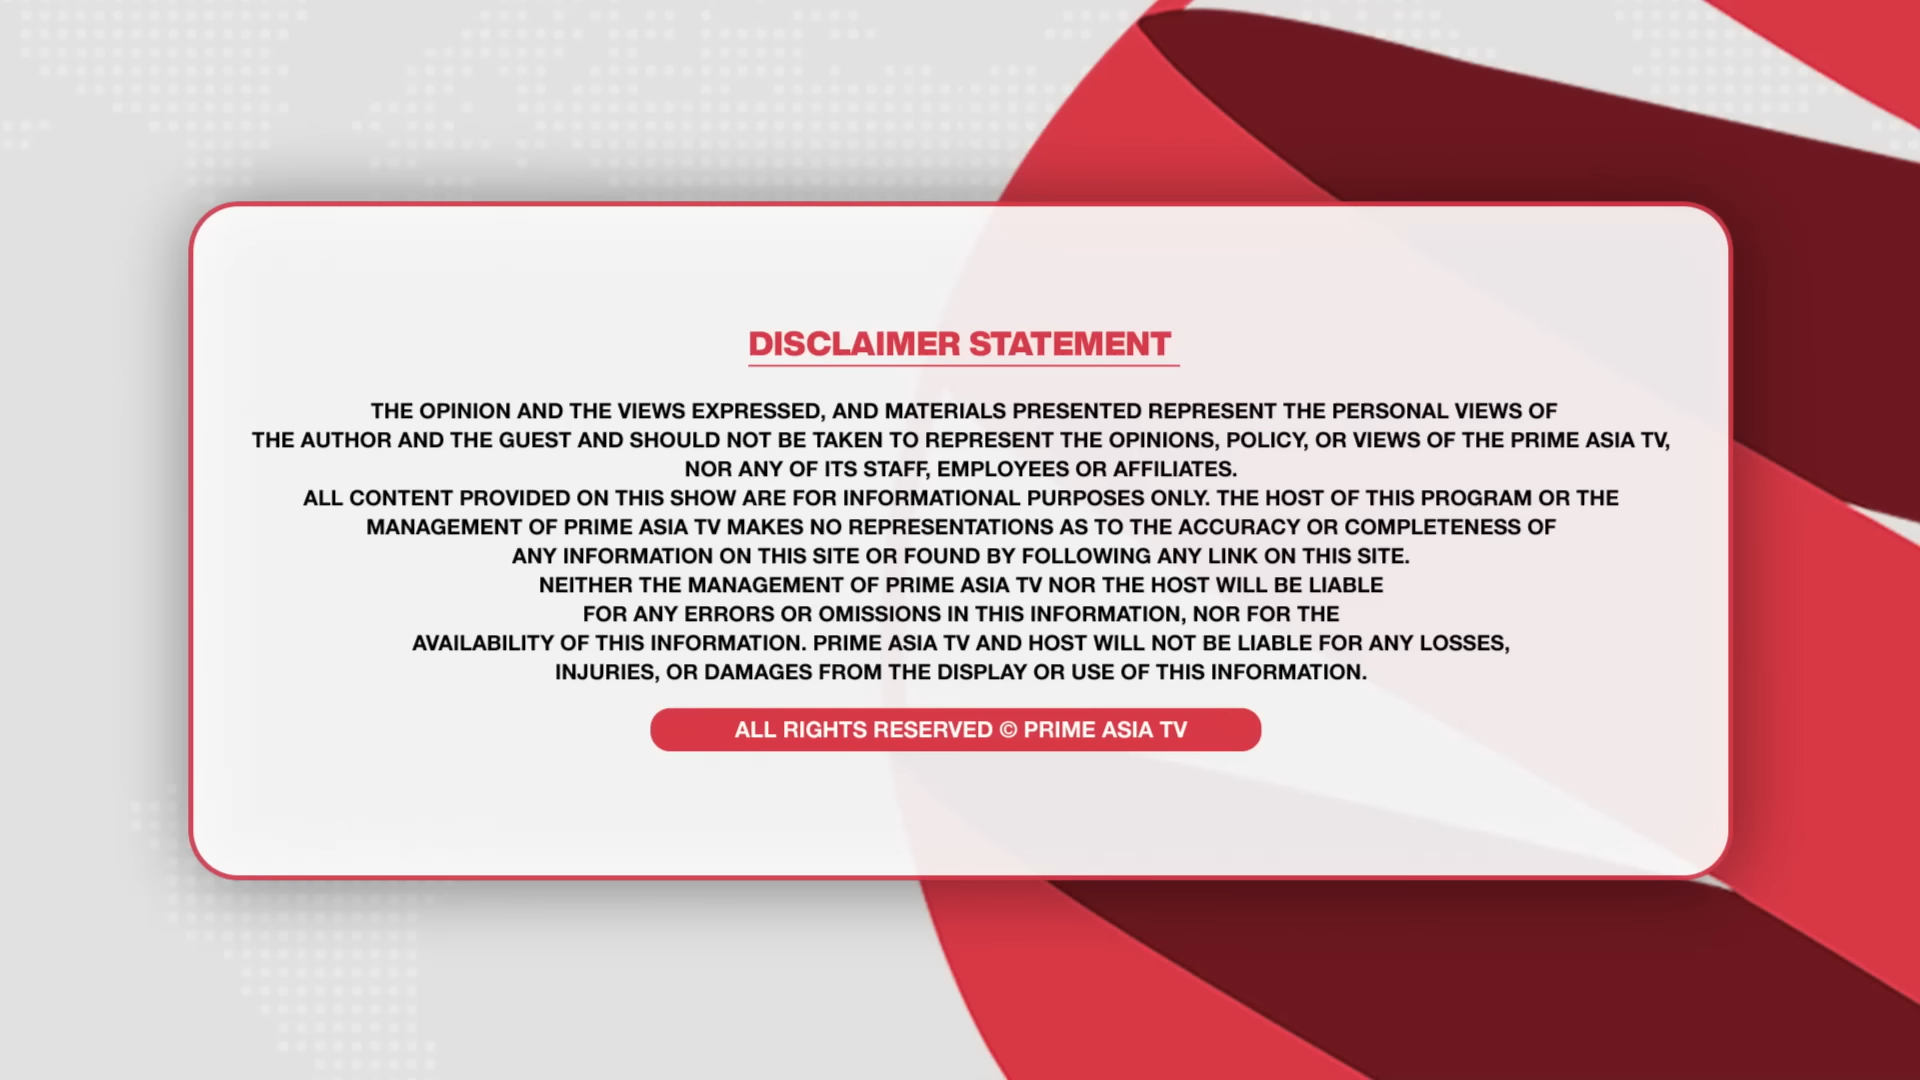 DISCLAIMER STATEMENT
THE OPINION AND THE VIEWS EXPRESSED, AND MATERIALS PRESENTED REPRESENT THE PERSONAL VIEWS OF
THE AUTHOR AND THE GUEST AND SHOULD NOT BE TAKEN TO REPRESENT THE OPINIONS, POLICY, OR VIEWS OF THE PRIME ASIA TV,
NOR ANY OF ITS STAFF, EMPLOYEES OR AFFILIATES.
ALL CONTENT PROVIDED ON THIS SHOW ARE FOR INFORMATIONAL PURPOSES ONLY. THE HOST OF THIS PROGRAM OR THE
MANAGEMENT OF PRIME ASIA TV MAKES NO REPRESENTATIONS AS TO THE ACCURACY OR COMPLETENESS OF
ANY INFORMATION ON THIS SITE OR FOUND BY FOLLOWING ANY LINK ON THIS SITE.
NEITHER THE MANAGEMENT OF PRIME ASIA TV NOR THE HOST WILL BE LIABLE
FOR ANY ERRORS OR OMISSIONS IN THIS INFORMATION, NOR FOR THE
AVAILABILITY OF THIS INFORMATION. PRIME ASIA TV AND HOST WILL NOT BE LIABLE FOR ANY LOSSES,
INJURIES, OR DAMAGES FROM THE DISPLAY OR USE OF THIS INFORMATION.
ALL RIGHTS RESERVED © PRIME ASIA TV